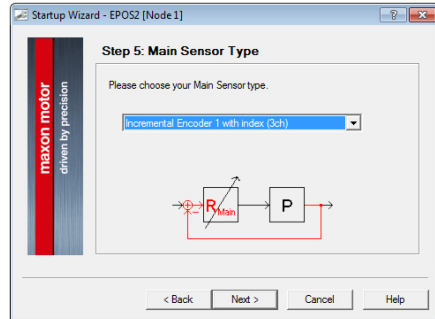 Startup Wizard - EPOS2 [Node 1]
maxon motor
driven by precision
Step 5: Main Sensor Type
Please choose your Main Sensor type.
Incremental Encoder 1 with index (3ch)
R Main
P
< Back
Next >
Cancel
Help